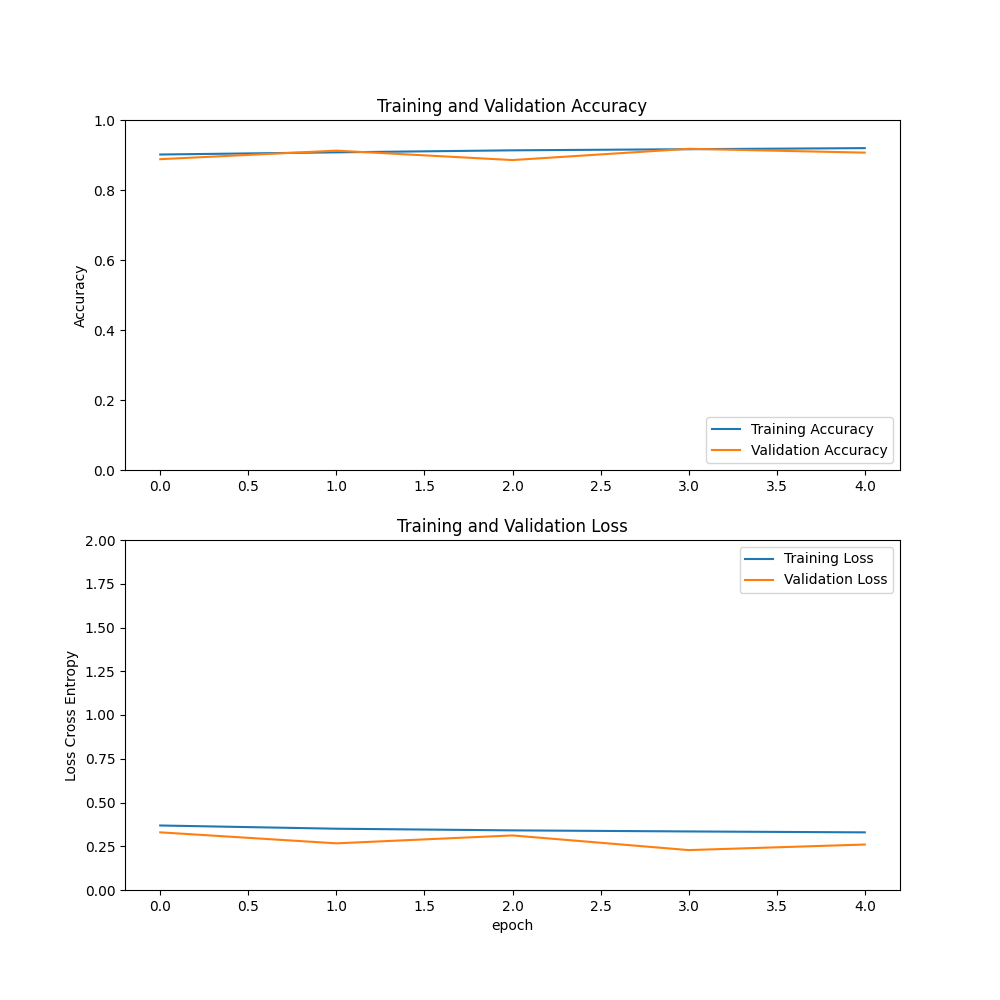 Training and Validation Accuracy
1.0
0.8
0.6
0.4
0.2
0.0
Accuracy
Training Accuracy
Validation Accuracy
0.0 0.5 1.0 1.5 2.0 2.5 3.0 3.5 4.0
Training and Validation Loss
2.00
1.75
1.50
1.25
1.00
0.75
0.50
0.25
0.00
Loss Cross Entropy
Training Loss
Validation Loss
0.0 0.5 1.0 1.5 2.0 2.5 3.0 3.5 4.0
epoch